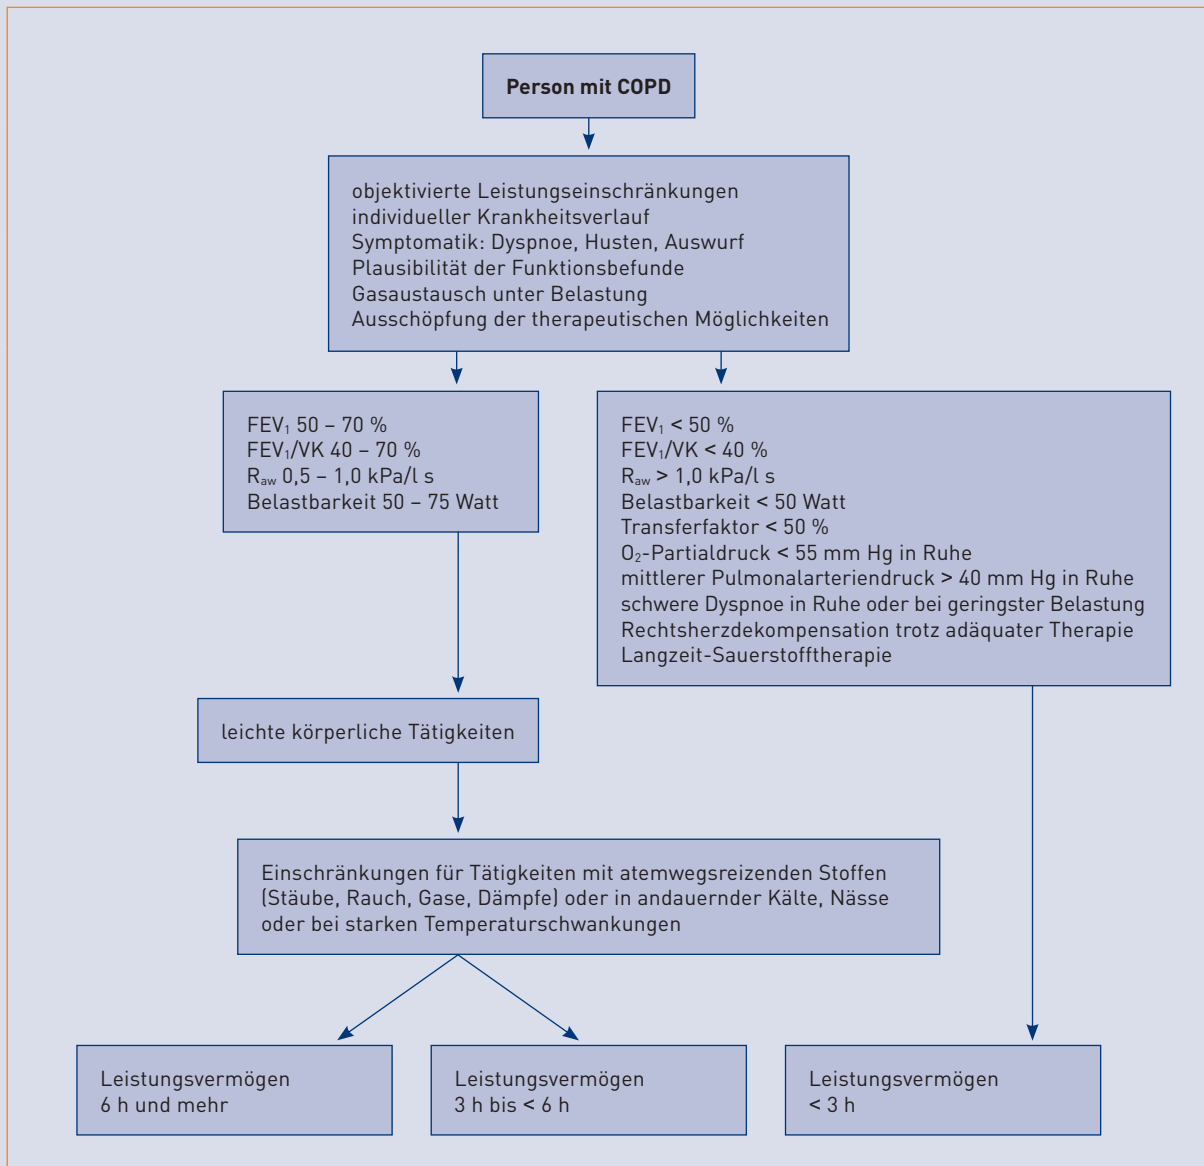 Person mit COPD
objektivierte Leistungseinschränkungen
individueller Krankheitsverlauf
Symptomatik: Dyspnoe, Husten, Auswurf
Plausibilität der Funktionsbefunde
Gasaustausch unter Belastung
Ausschöpfung der therapeutischen Möglichkeiten
FEV₁ 50 – 70 %
FEV₁/VK 40 – 70 %
Raw 0,5 – 1,0 kPa/l s
Belastbarkeit 50 – 75 Watt
FEV₁ < 50 %
FEV₁/VK < 40 %
Raw > 1,0 kPa/l s
Belastbarkeit < 50 Watt
Transferfaktor < 50 %
O₂-Partialdruck < 55 mm Hg in Ruhe
mittlerer Pulmonalarteriendruck > 40 mm Hg in Ruhe
schwere Dyspnoe in Ruhe oder bei geringster Belastung
Rechtsherzdekompensation trotz adäquater Therapie
Langzeit-Sauerstofftherapie
leichte körperliche Tätigkeiten
Einschränkungen für Tätigkeiten mit atemwegsreizenden Stoffen
(Stäube, Rauch, Gase, Dämpfe) oder in andauernder Kälte, Nässe
oder bei starken Temperaturschwankungen
Leistungsvermögen
6 h und mehr
Leistungsvermögen
3 h bis < 6 h
Leistungsvermögen
< 3 h